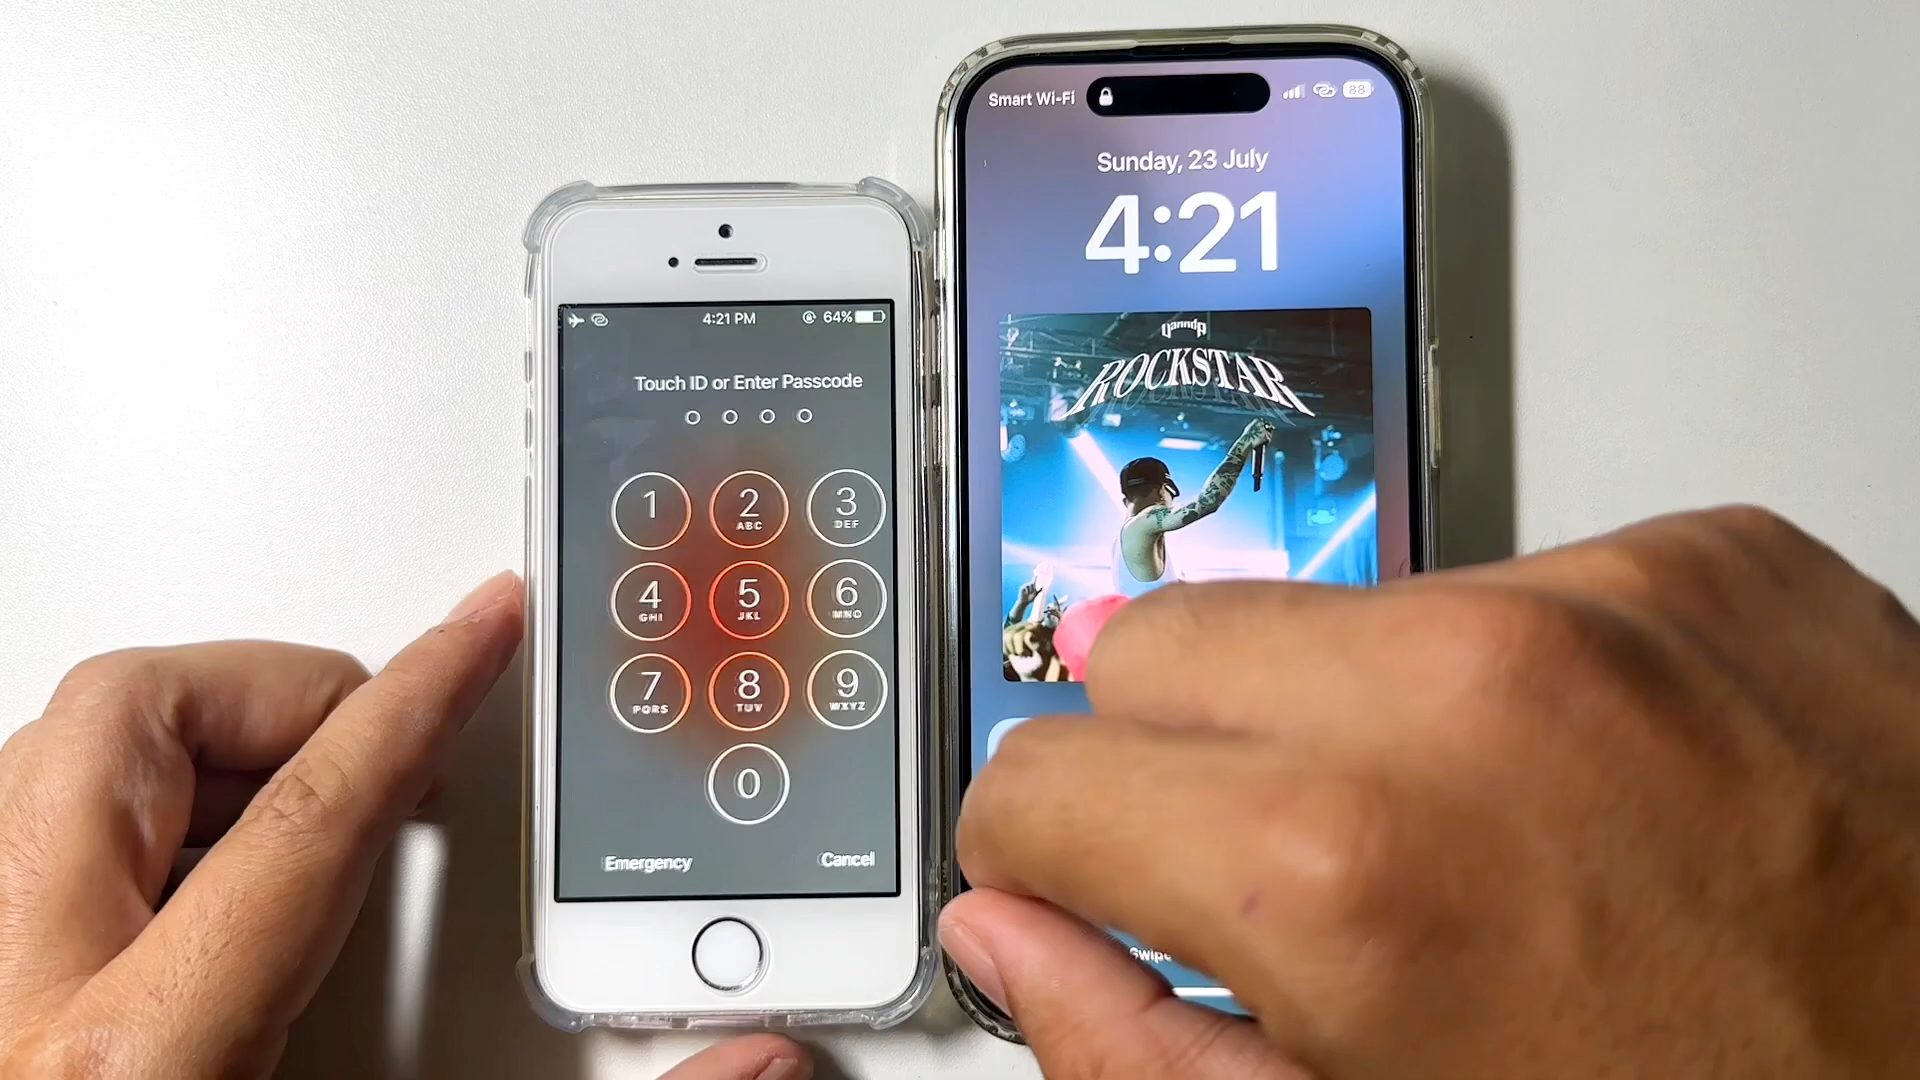 4:21 PM
64%
Touch ID or Enter Passcode
1
2
ABC
3
DEF
4
GHI
5
JKL
6
MNO
7
PQRS
8
TUV
9
WXYZ
0
Emergency
Cancel
Smart Wi-Fi
88
Sunday, 23 July
4:21
ROCKSTAR
Swipe